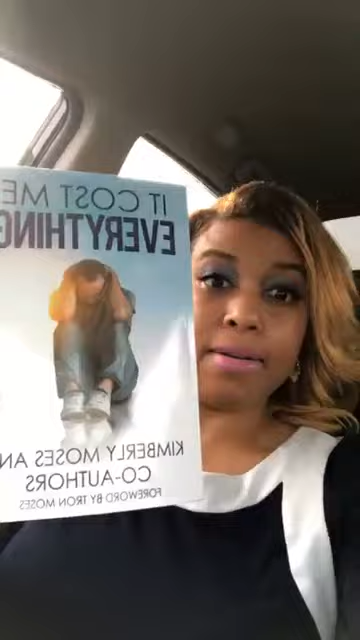 IT COST ME
EVERYTHING
KIMBERLY MOSES AN
CO-AUTHORS
FOREWORD BY TRON MOSES